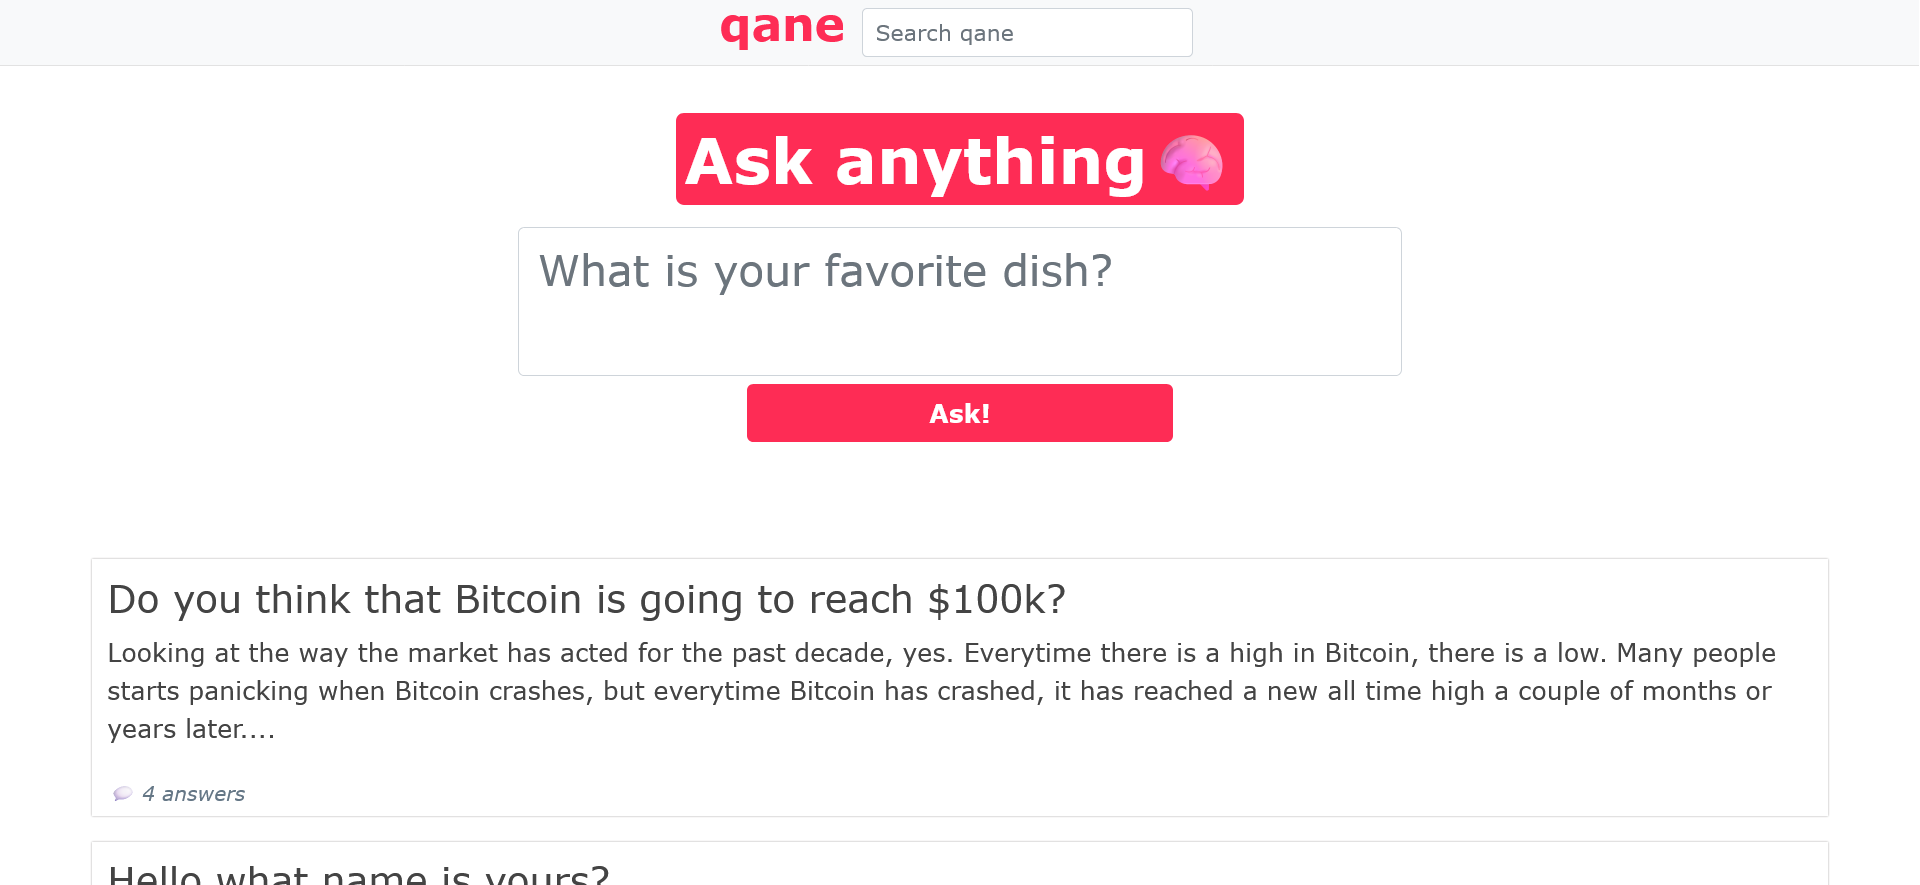 qane
Search qane
Ask anything
What is your favorite dish?
Ask!
Do you think that Bitcoin is going to reach $100k?
Looking at the way the market has acted for the past decade, yes. Everytime there is a high in Bitcoin, there is a low. Many people
starts panicking when Bitcoin crashes, but everytime Bitcoin has crashed, it has reached a new all time high a couple of months or
years later....
4 answers
Hello what name is yours?